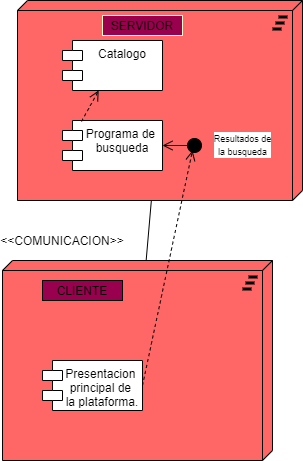 SERVIDOR
Catalogo
Programa de
busqueda
Resultados de
la busqueda
<<COMUNICACION>>
CLIENTE
Presentacion
principal de
la plataforma.